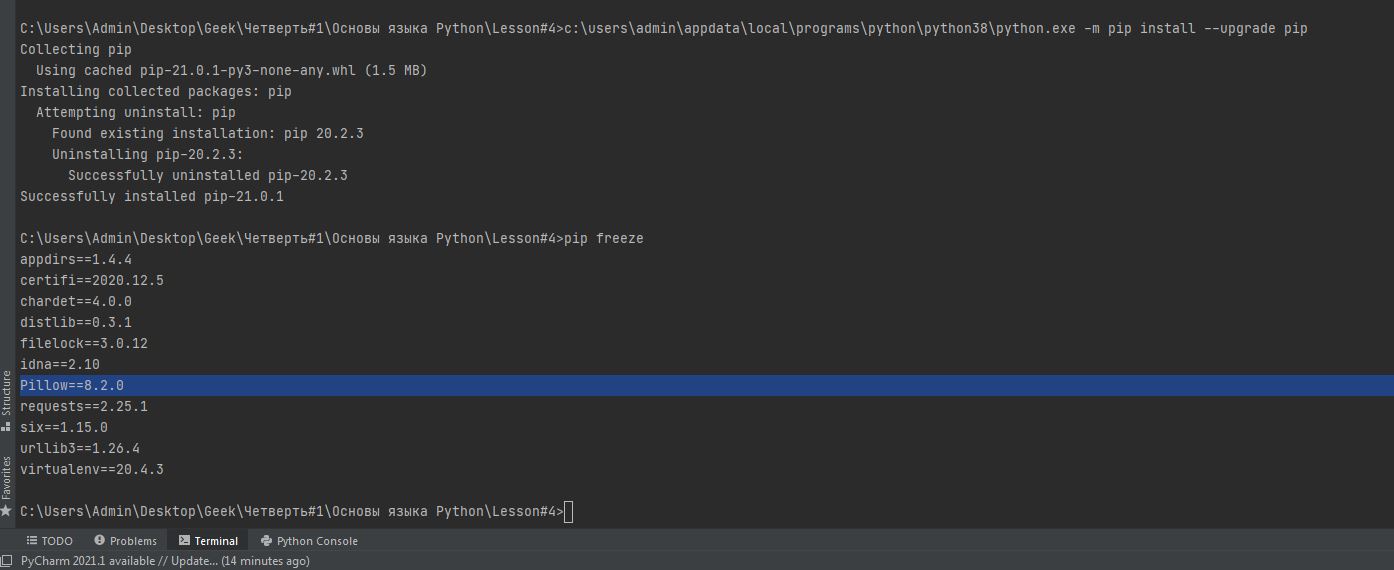 C:\Users\Admin\Desktop\Geek\Четверть#1\Основы языка Python\Lesson#4>c:\users\admin\appdata\local\programs\python\python38\python.exe -m pip install --upgrade pip
Collecting pip
  Using cached pip-21.0.1-py3-none-any.whl (1.5 MB)
Installing collected packages: pip
  Attempting uninstall: pip
    Found existing installation: pip 20.2.3
    Uninstalling pip-20.2.3:
      Successfully uninstalled pip-20.2.3
Successfully installed pip-21.0.1
C:\Users\Admin\Desktop\Geek\Четверть#1\Основы языка Python\Lesson#4>pip freeze
appdirs==1.4.4
certifi==2020.12.5
chardet==4.0.0
distlib==0.3.1
filelock==3.0.12
idna==2.10
Pillow==8.2.0
requests==2.25.1
six==1.15.0
urllib3==1.26.4
virtualenv==20.4.3
C:\Users\Admin\Desktop\Geek\Четверть#1\Основы языка Python\Lesson#4>
Structure
Favorites
TODO Problems Terminal Python Console
PyCharm 2021.1 available // Update... (14 minutes ago)